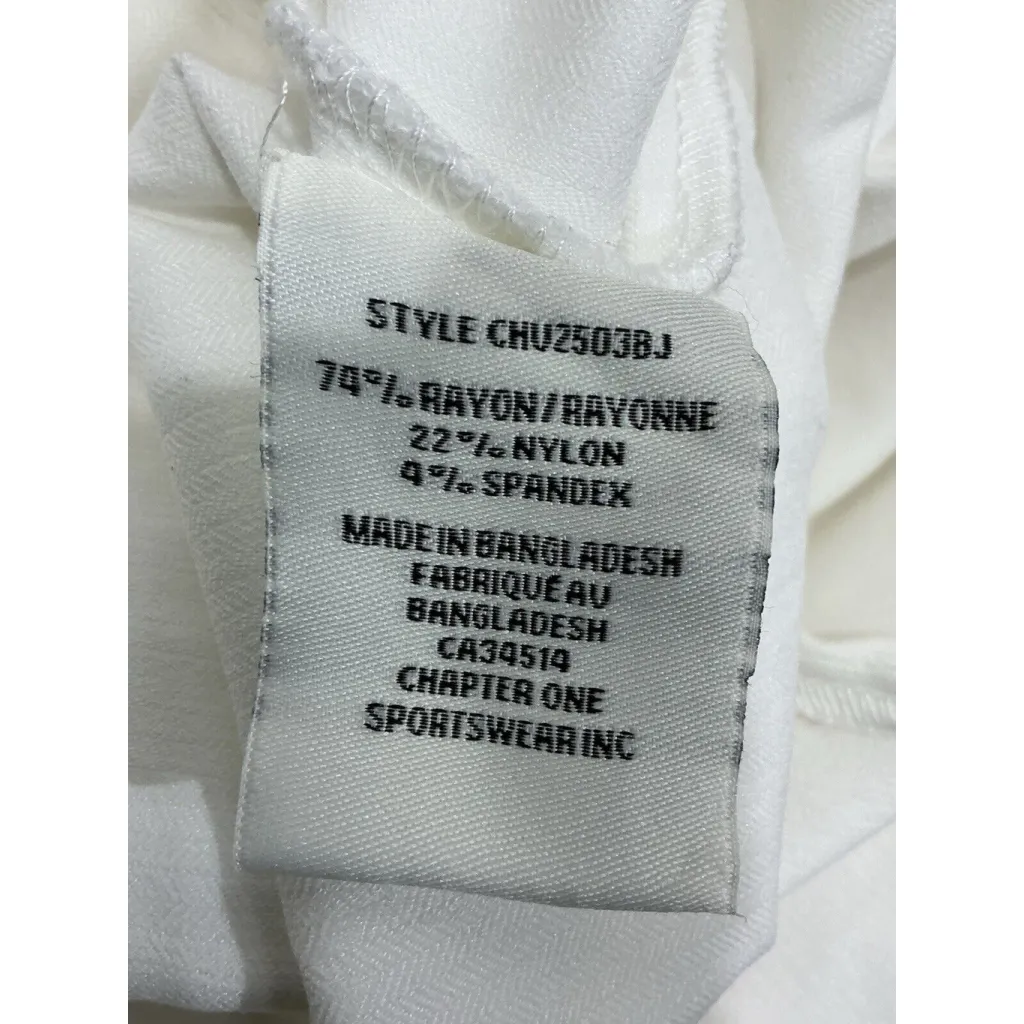 STYLE CHV2503BJ
74% RAYON/RAYONNE
22% NYLON
4% SPANDEX
MADE IN BANGLADESH
FABRIQUÉ AU
BANGLADESH
CA34514
CHAPTER ONE
SPORTSWEAR INC